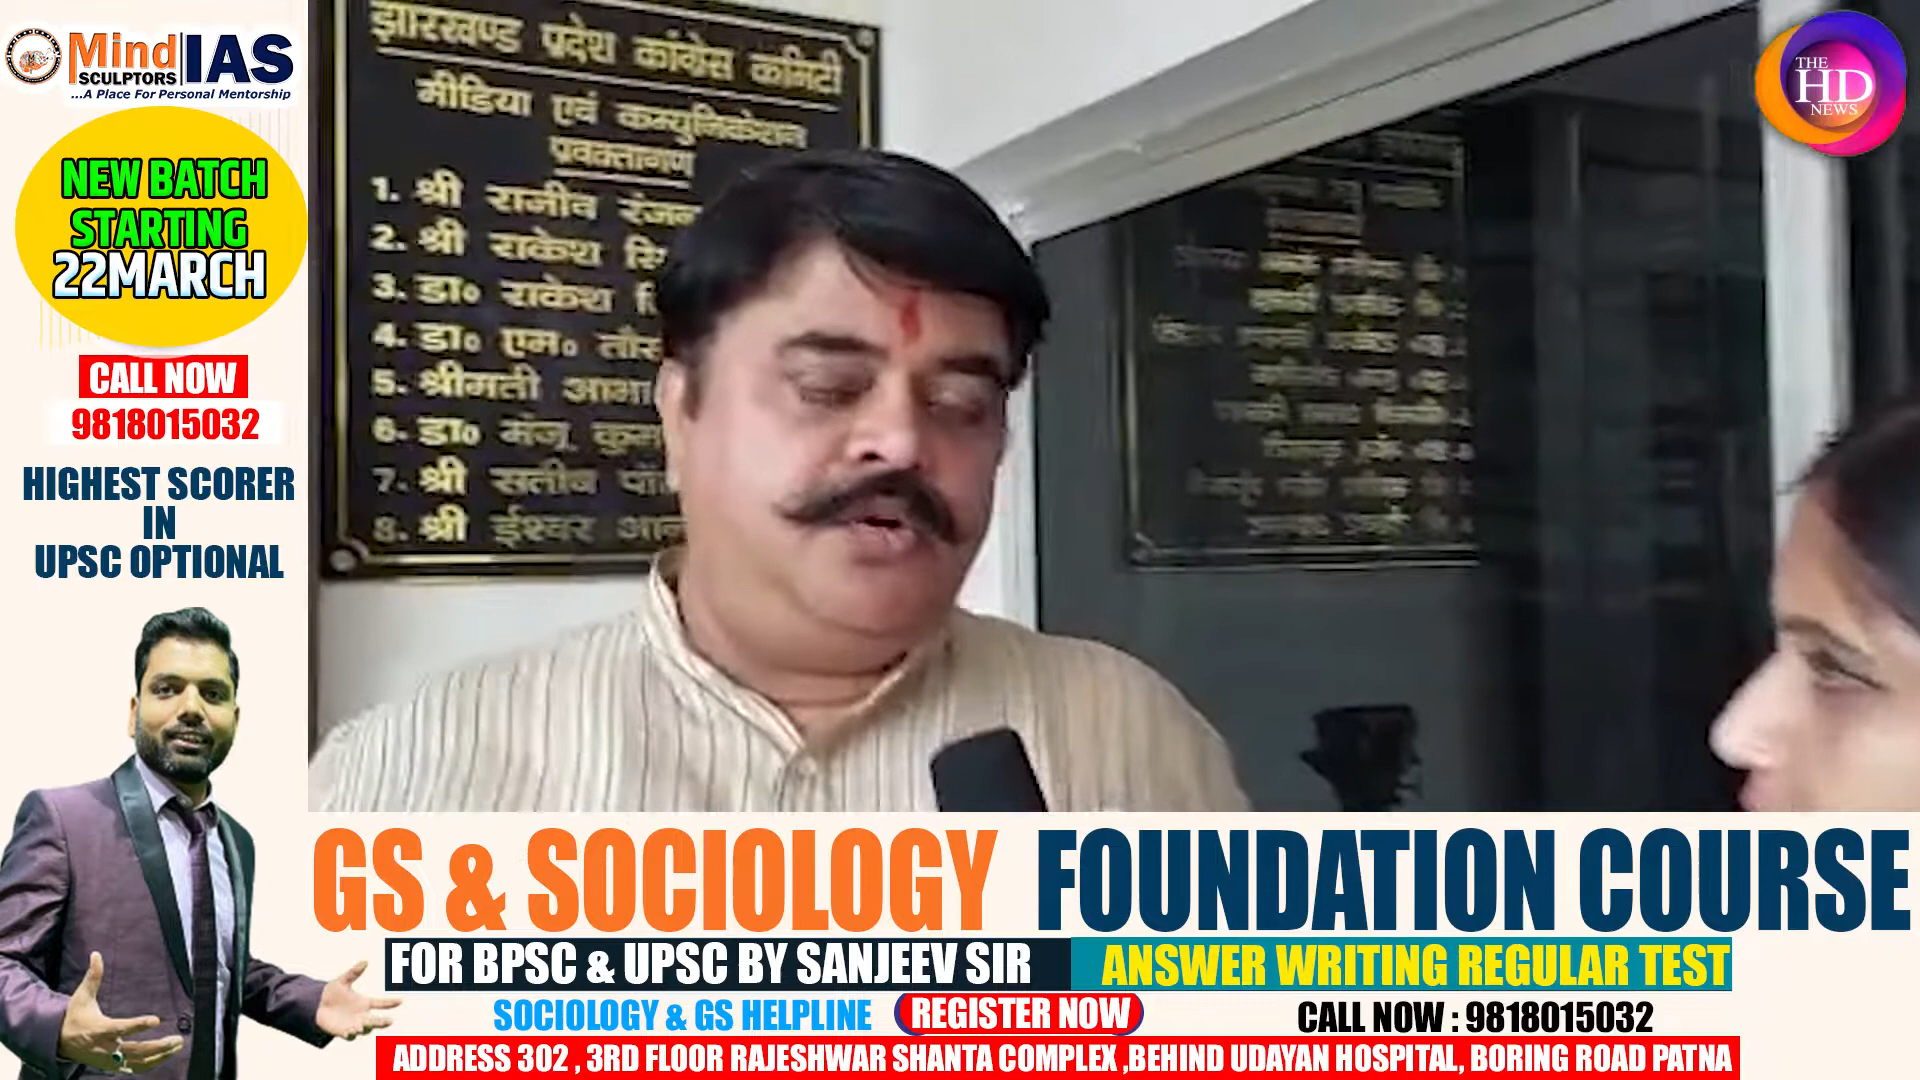 Mind IAS
SCULPTORS
...A Place For Personal Mentorship
NEW BATCH
STARTING
22MARCH
CALL NOW
9818015032
HIGHEST SCORER
IN
UPSC OPTIONAL
झारखण्ड प्रदेश कांग्रेस कमिटी
मीडिया एवं कम्युनिकेशन
प्रवक्तागण
1. श्री राजीव रंजन
2. श्री राकेश
3. डा० राकेश
4. डा० एम०
5. श्रीमती आभा
6. डा० मंजू
7. श्री सतीष
8. श्री ईश्वर
THE
HD
NEWS
GS & SOCIOLOGY FOUNDATION COURSE
FOR BPSC & UPSC BY SANJEEV SIR ANSWER WRITING REGULAR TEST
SOCIOLOGY & GS HELPLINE REGISTER NOW CALL NOW : 9818015032
ADDRESS 302 , 3RD FLOOR RAJESHWAR SHANTA COMPLEX ,BEHIND UDAYAN HOSPITAL, BORING ROAD PATNA